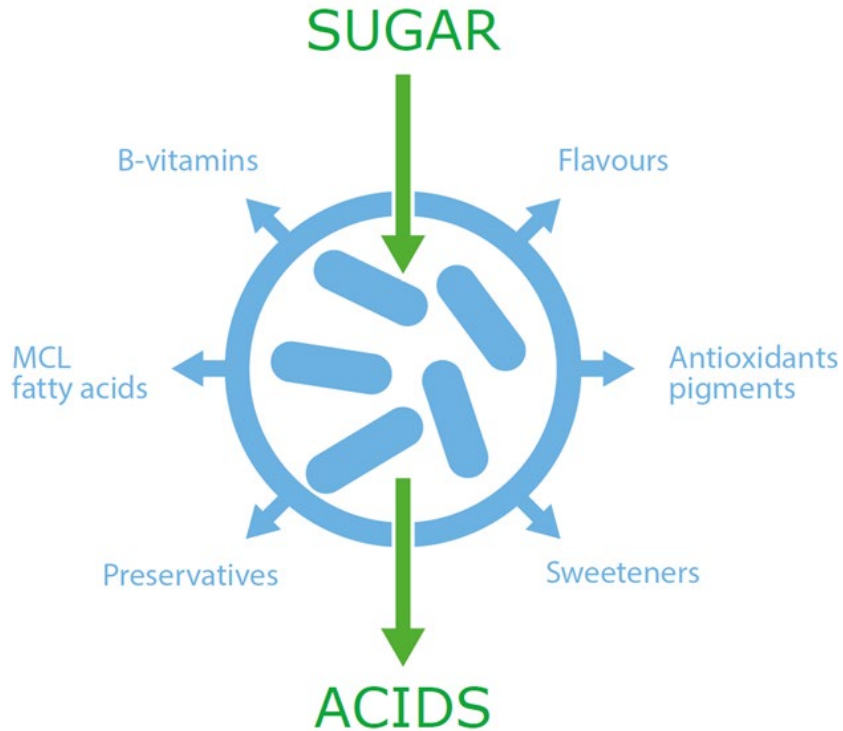 SUGAR
B-vitamins
Flavours
MCL
fatty acids
Antioxidants
pigments
Preservatives
Sweeteners
ACIDS